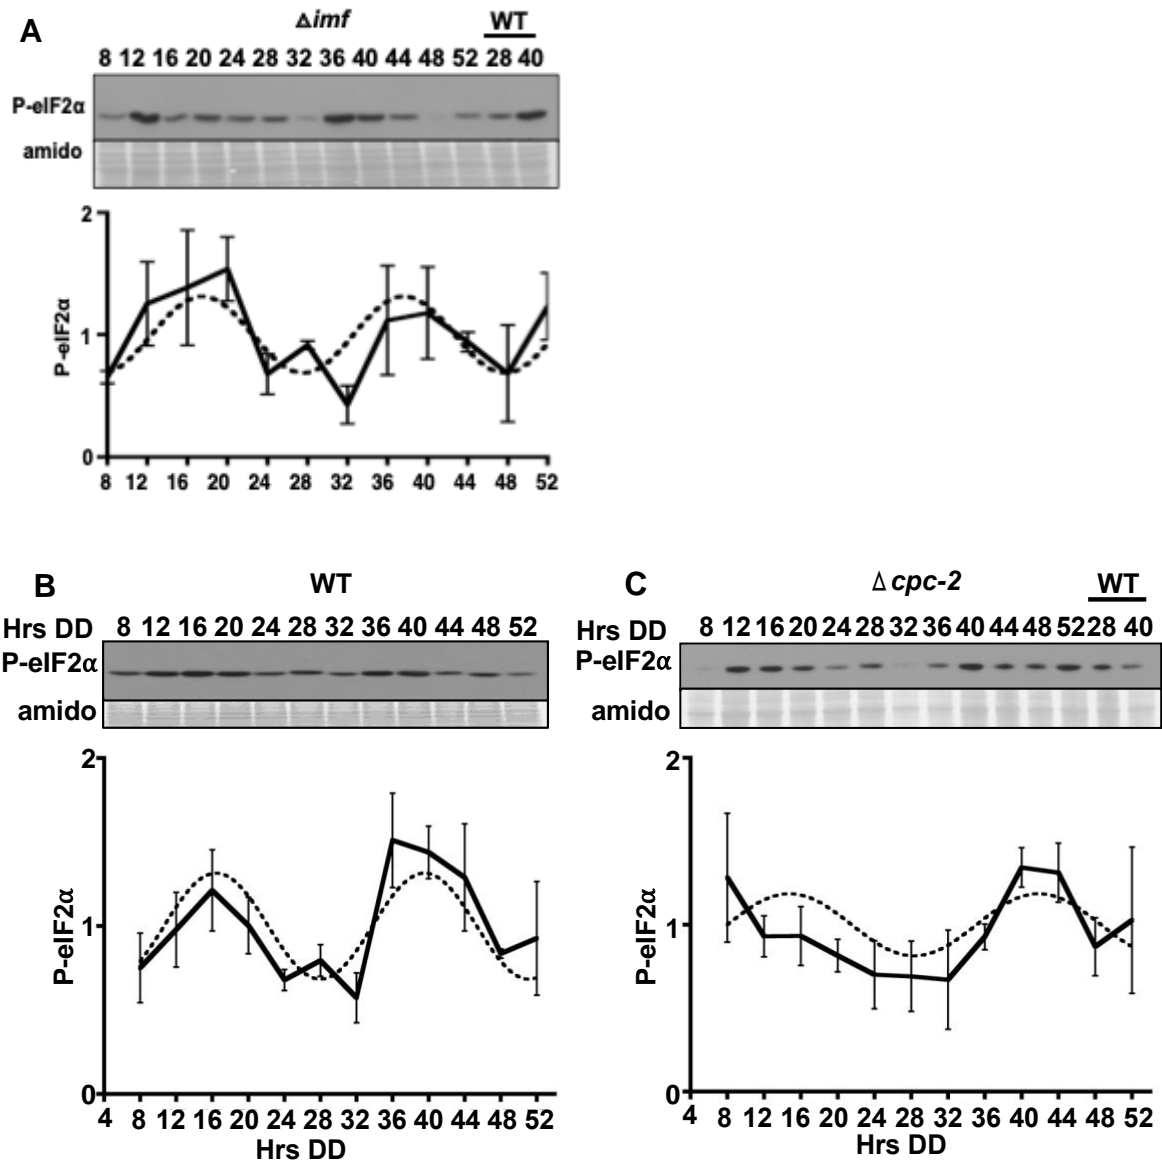 A
Δimf
WT
8 12 16 20 24 28 32 36 40 44 48 52 28 40
P-eIF2α
amido
2
1
0
P-eIF2α
8 12 16 20 24 28 32 36 40 44 48 52
B
WT
Hrs DD 8 12 16 20 24 28 32 36 40 44 48 52
P-eIF2α
amido
2
1
0
P-eIF2α
4 8 12 16 20 24 28 32 36 40 44 48 52
Hrs DD
C
Δ cpc-2
WT
Hrs DD 8 12 16 20 24 28 32 36 40 44 48 52 28 40
P-eIF2α
amido
2
1
0
P-eIF2α
4 8 12 16 20 24 28 32 36 40 44 48 52
Hrs DD